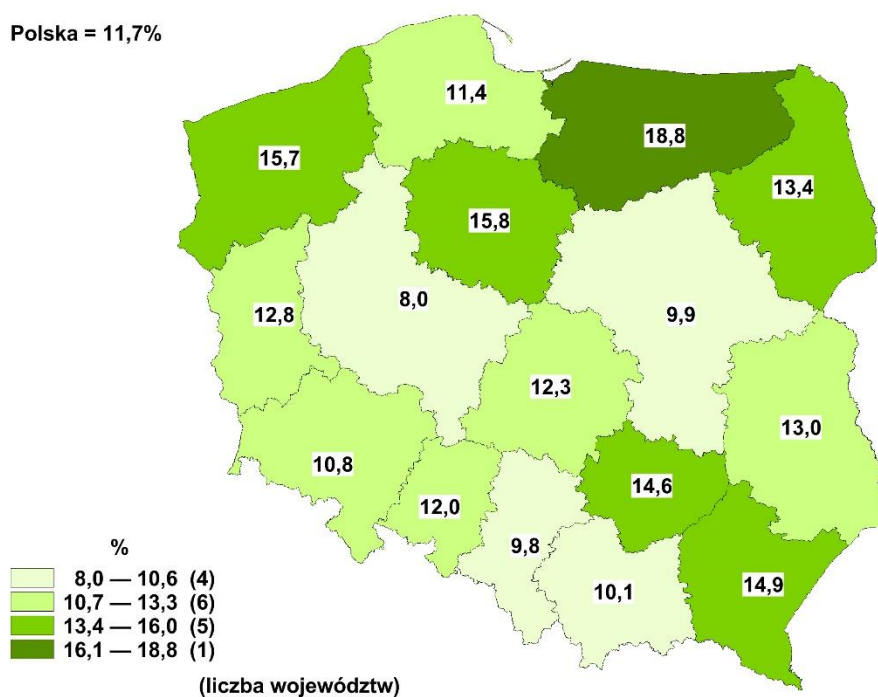 Polska = 11,7%
11,4
18,8
15,7
13,4
15,8
8,0
12,8
9,9
12,3
13,0
10,8
14,6
12,0
9,8
10,1
14,9
%
8,0 — 10,6 (4)
10,7 — 13,3 (6)
13,4 — 16,0 (5)
16,1 — 18,8 (1)
(liczba województw)